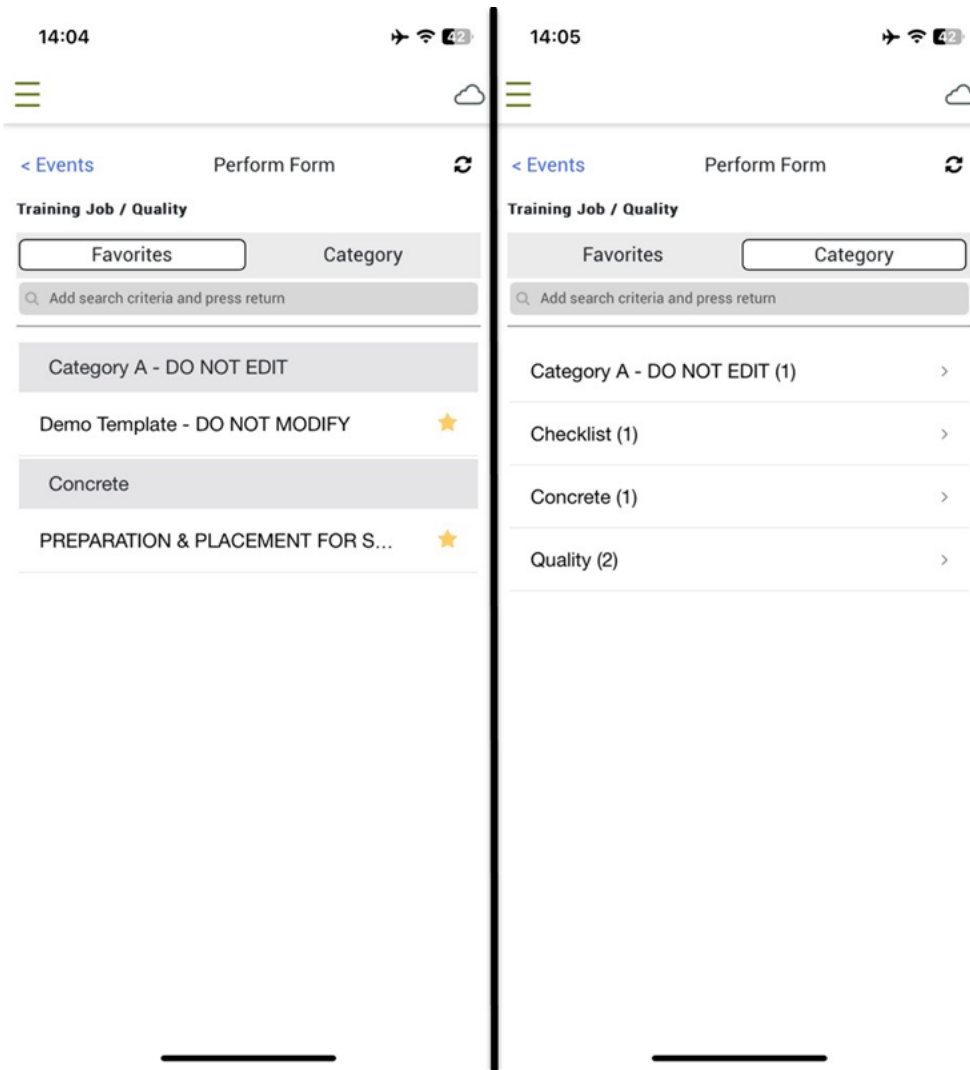 14:04
42
< Events
Perform Form
Training Job / Quality
Favorites
Category
Add search criteria and press return
Category A - DO NOT EDIT
Demo Template - DO NOT MODIFY
Concrete
PREPARATION & PLACEMENT FOR S...
14:05
42
< Events
Perform Form
Training Job / Quality
Favorites
Category
Add search criteria and press return
Category A - DO NOT EDIT (1)
Checklist (1)
Concrete (1)
Quality (2)